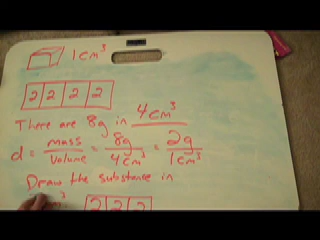 1cm³
2 2 2 2
There are 8g in 4cm³
d = mass/volume = 8g/4cm³ = 2g/1cm³
Draw the substance in
2 2 2